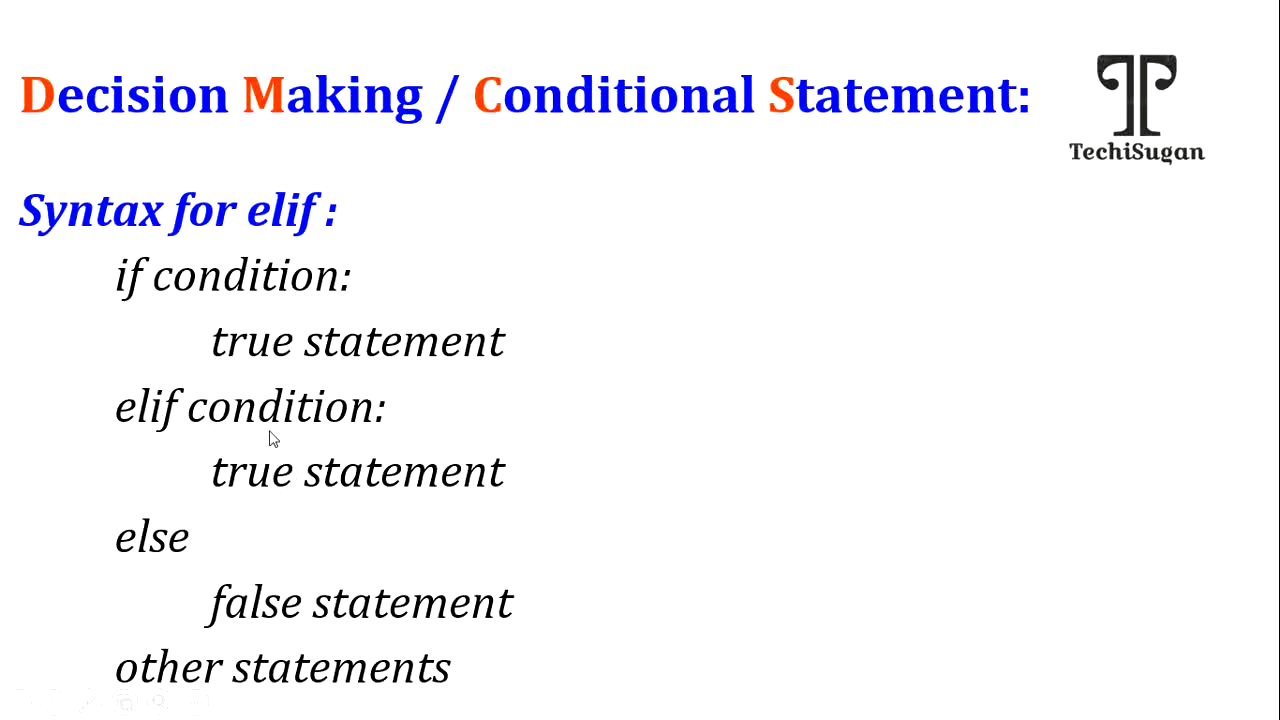 Decision Making / Conditional Statement:
TechiSugan
Syntax for elif :
if condition:
true statement
elif condition:
true statement
else
false statement
other statements